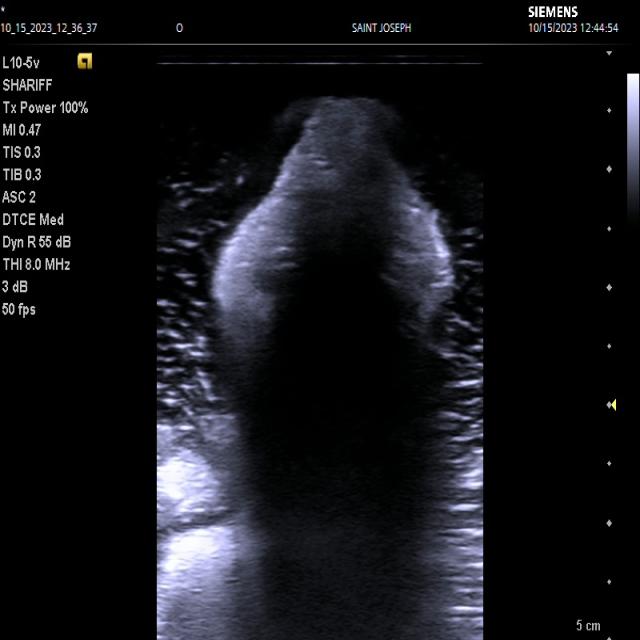 *
SIEMENS
10_15_2023_12_36_37 O SAINT JOSEPH 10/15/2023 12:44:54
L10-5v
SHARIFF
Tx Power 100%
MI 0.47
TIS 0.3
TIB 0.3
ASC 2
DTCE Med
Dyn R 55 dB
THI 8.0 MHz
3 dB
50 fps
5 cm